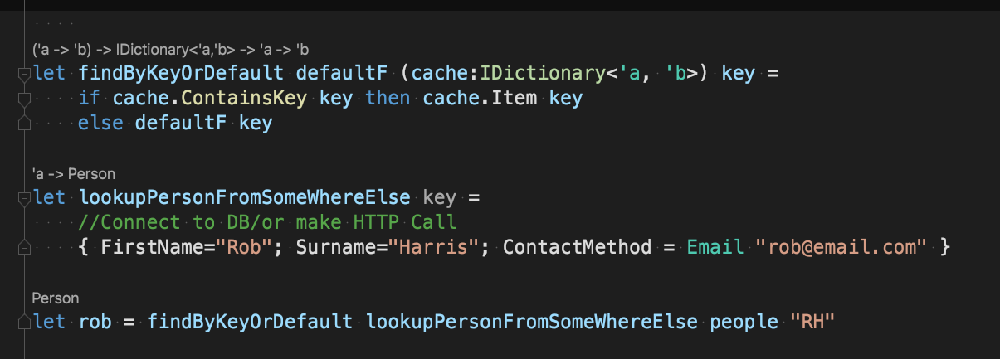 ('a -> 'b) -> IDictionary<'a,'b> -> 'a -> 'b
let findByKeyOrDefault defaultF (cache:IDictionary<'a, 'b>) key =
    if cache.ContainsKey key then cache.Item key
    else defaultF key
'a -> Person
let lookupPersonFromSomeWhereElse key =
    //Connect to DB/or make HTTP Call
    { FirstName="Rob"; Surname="Harris"; ContactMethod = Email "rob@email.com" }
Person
let rob = findByKeyOrDefault lookupPersonFromSomeWhereElse people "RH"